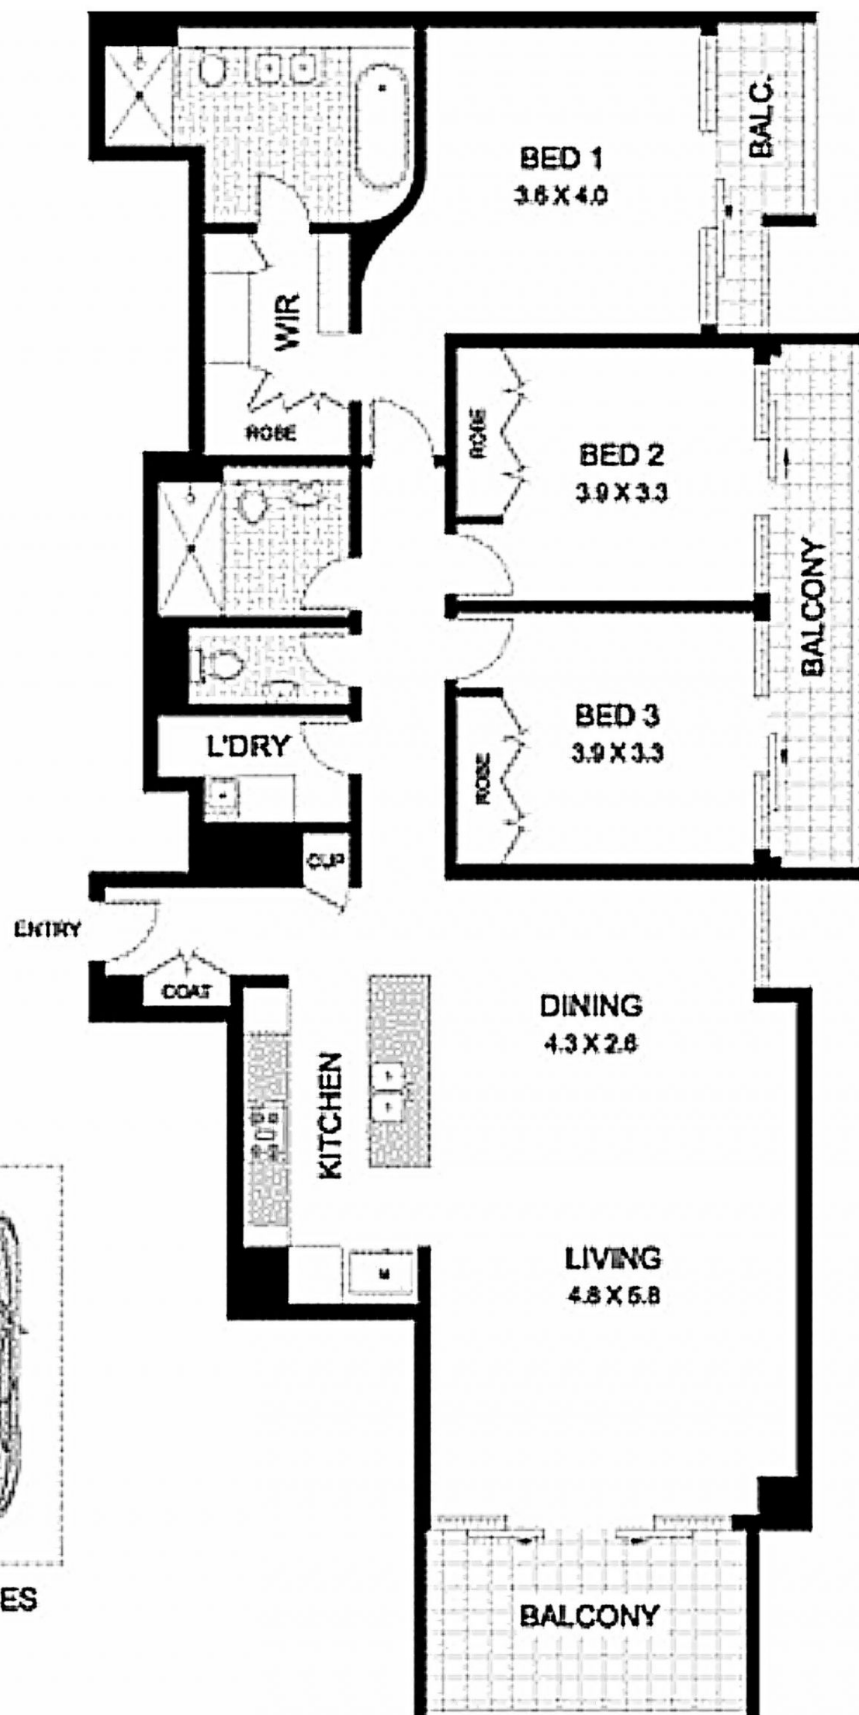 BALC.
BED 1
3.6 X 4.0
WIR
ROBE
ROBE
BED 2
3.9 X 3.3
BALCONY
BED 3
3.9 X 3.3
L'DRY
ROBE
CUP
ENTRY
COAT
DINING
4.3 X 2.6
KITCHEN
LIVING
4.8 X 5.8
ES
BALCONY